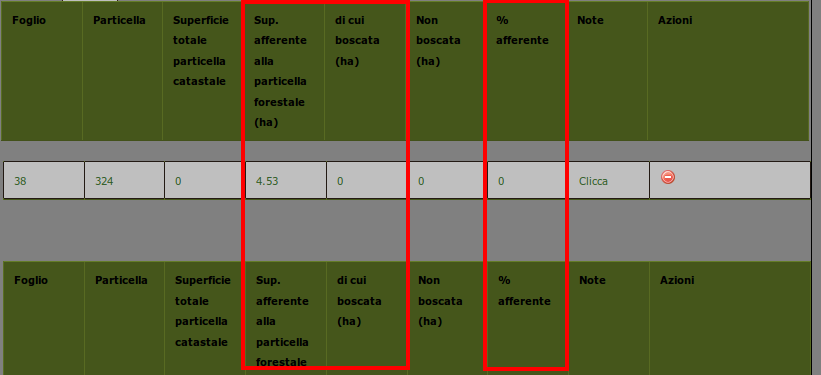 Foglio
Particella
Superficie
totale
particella
catastale
Sup.
afferente
alla
particella
forestale
(ha)
di cui
boscata
(ha)
Non
boscata
(ha)
%
afferente
Note
Azioni
38 324 0 4.53 0 0 0 Clicca
Foglio
Particella
Superficie
totale
particella
catastale
Sup.
afferente
alla
particella
forestale
di cui
boscata
(ha)
Non
boscata
(ha)
%
afferente
Note
Azioni